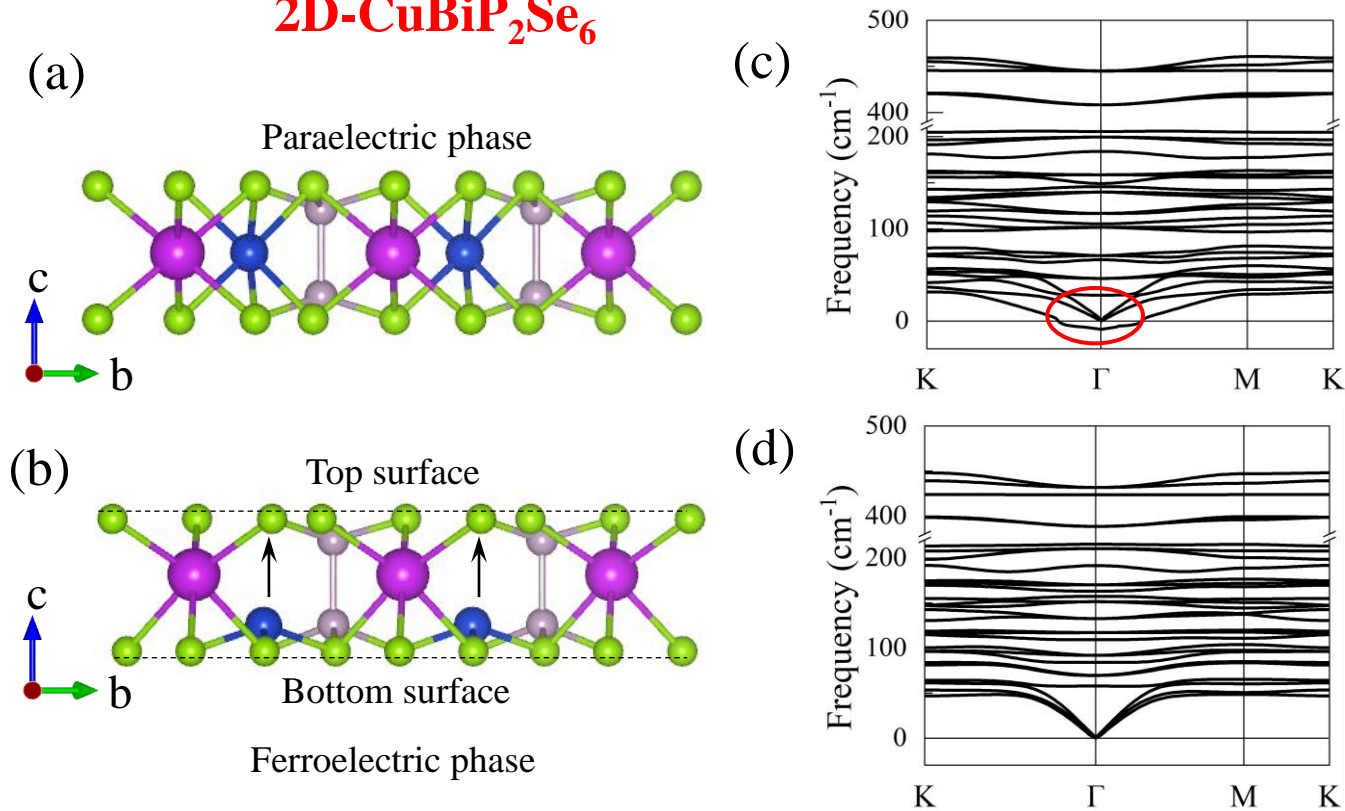 2D-CuBiP₂Se₆
(a)
Paraelectric phase
c
b
(b)
Top surface
c
b
Bottom surface
Ferroelectric phase
(c)
Frequency (cm⁻¹)
500
400
200
100
0
K Γ M K
(d)
Frequency (cm⁻¹)
500
400
200
100
0
K Γ M K